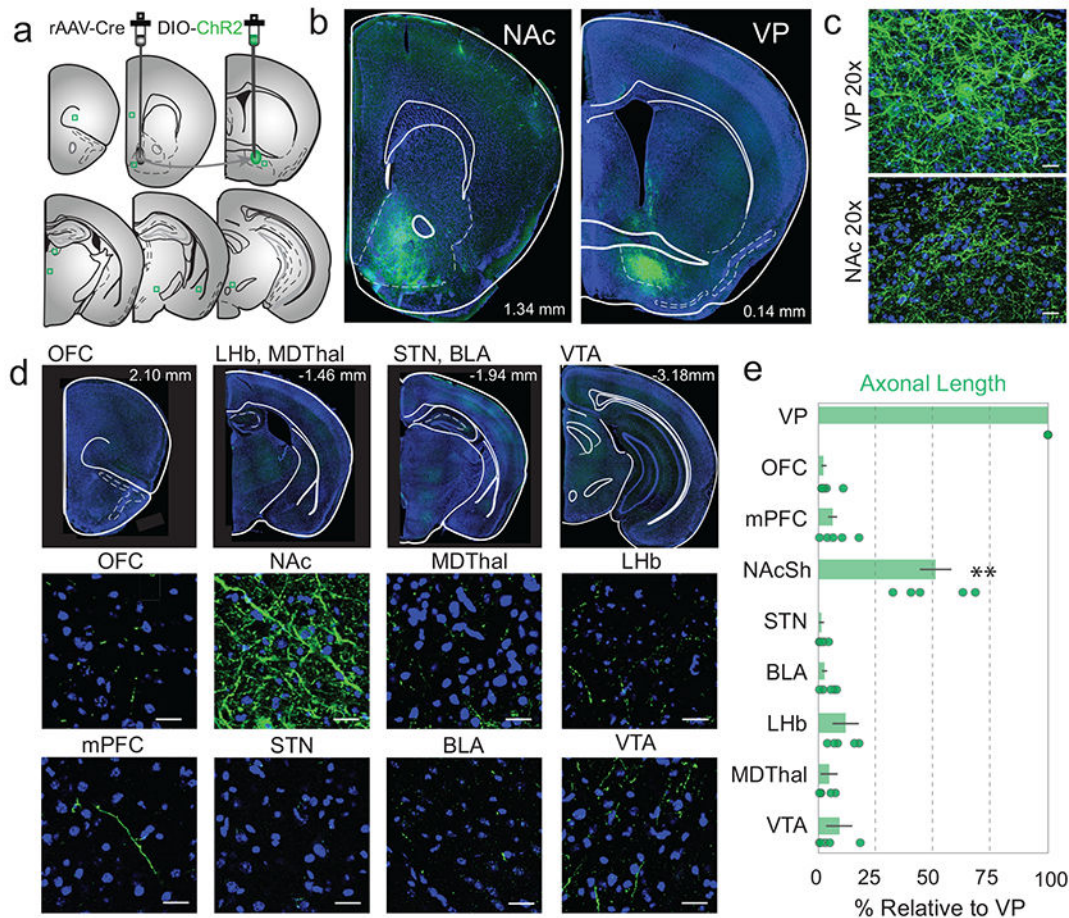 a
rAAV-Cre DIO-ChR2
b
NAc
1.34 mm
VP
0.14 mm
c
VP 20x
NAc 20x
d
OFC
2.10 mm
LHb, MDThal
-1.46 mm
STN, BLA
-1.94 mm
VTA
-3.18mm
OFC
NAc
MDThal
LHb
mPFC
STN
BLA
VTA
e
Axonal Length
VP
OFC
mPFC
NAcSh
**
STN
BLA
LHb
MDThal
VTA
0 25 50 75 100
% Relative to VP